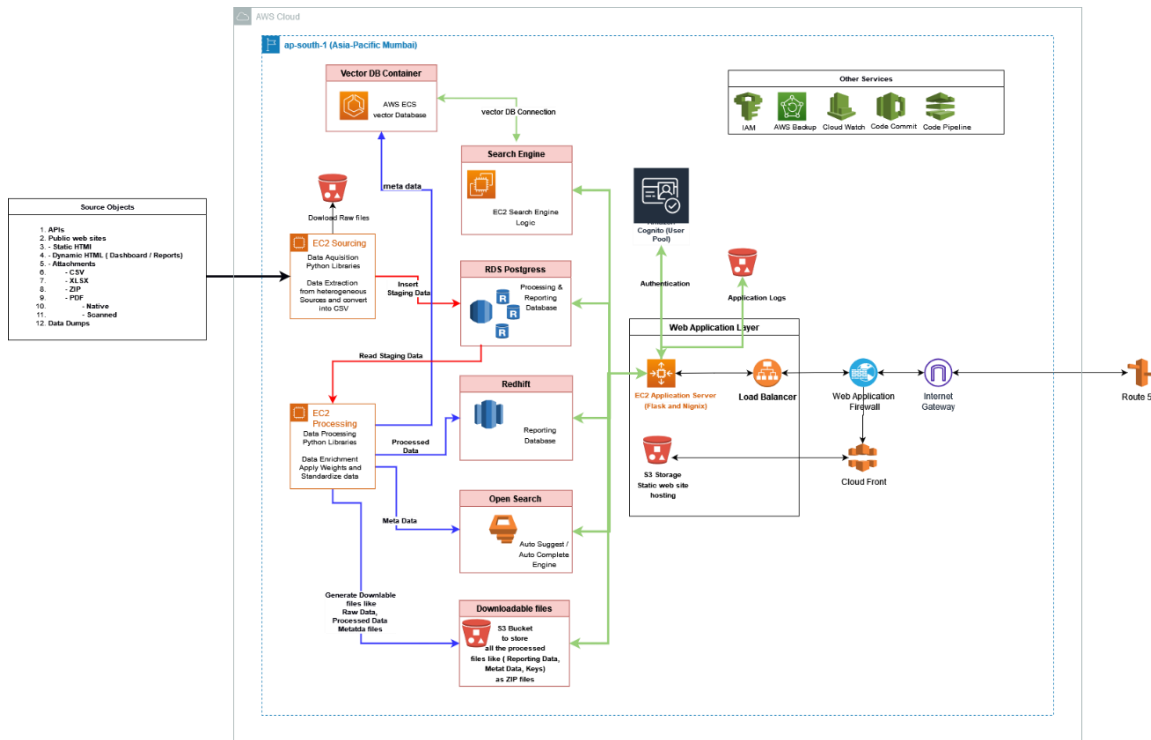 AWS Cloud
ap-south-1 (Asia-Pacific Mumbai)
Vector DB Container
AWS ECS
vector Database
vector DB Connection
Other Services
IAM
AWS Backup
Cloud Watch
Code Commit
Code Pipeline
Search Engine
EC2 Search Engine
Logic
meta data
Dowload Raw files
Source Objects
1. APIs
2. Public web sites
3. - Static HTMl
4. - Dynamic HTML ( Dashboard / Reports)
5. - Attachments
6. - CSV
7. - XLSX
8. - ZIP
9. - PDF
10. - Native
11. - Scanned
12. Data Dumps
EC2 Sourcing
Data Aquisition
Python Libraries
Data Extraction
from heterogeneous
Sources and convert
into CSV
Insert
Staging Data
RDS Postgress
Processing &
Reporting
Database
Cognito (User
Pool)
Authentication
Application Logs
Read Staging Data
Web Application Layer
EC2 Application Server
(Flask and Nignix)
Load Balancer
Web Application
Firewall
Internet
Gateway
Route 5
EC2
Processing
Data Processing
Python Libraries
Data Enrichment
Apply Weights and
Standardize data
Processed
Data
Redhift
Reporting
Database
S3 Storage
Static web site
hosting
Cloud Front
Meta Data
Open Search
Auto Suggest /
Auto Complete
Engine
Generate Downlable
files like
Raw Data,
Processed Data
Metatda files
Downloadable files
S3 Bucket
to store
all the processed
files like ( Reporting Data,
Metat Data, Keys)
as ZIP files